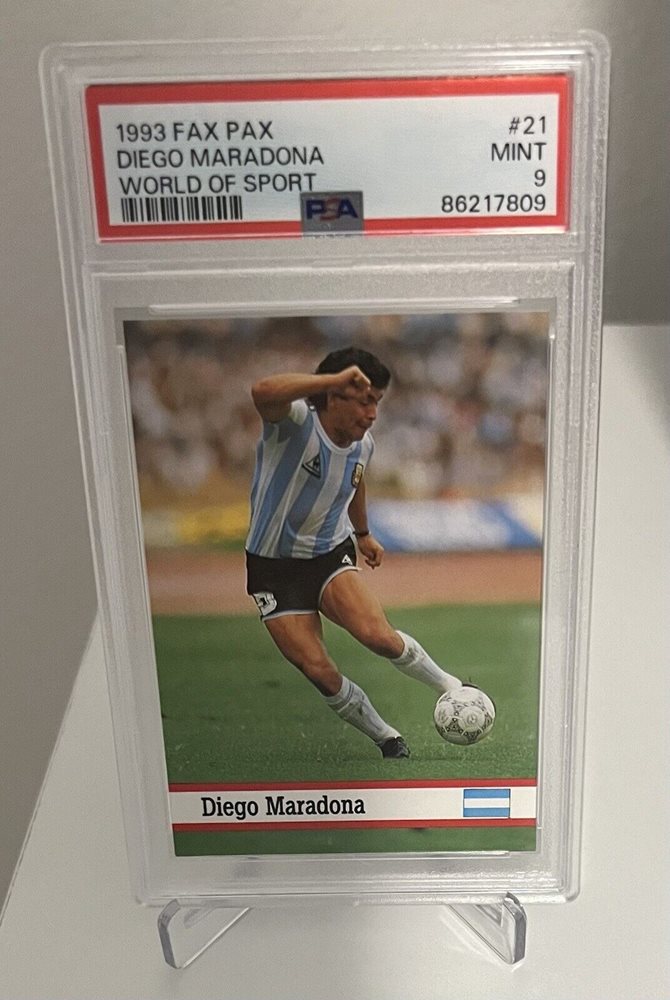 1993 FAX PAX #21
DIEGO MARADONA MINT
WORLD OF SPORT 9
PSA 86217809
Diego Maradona